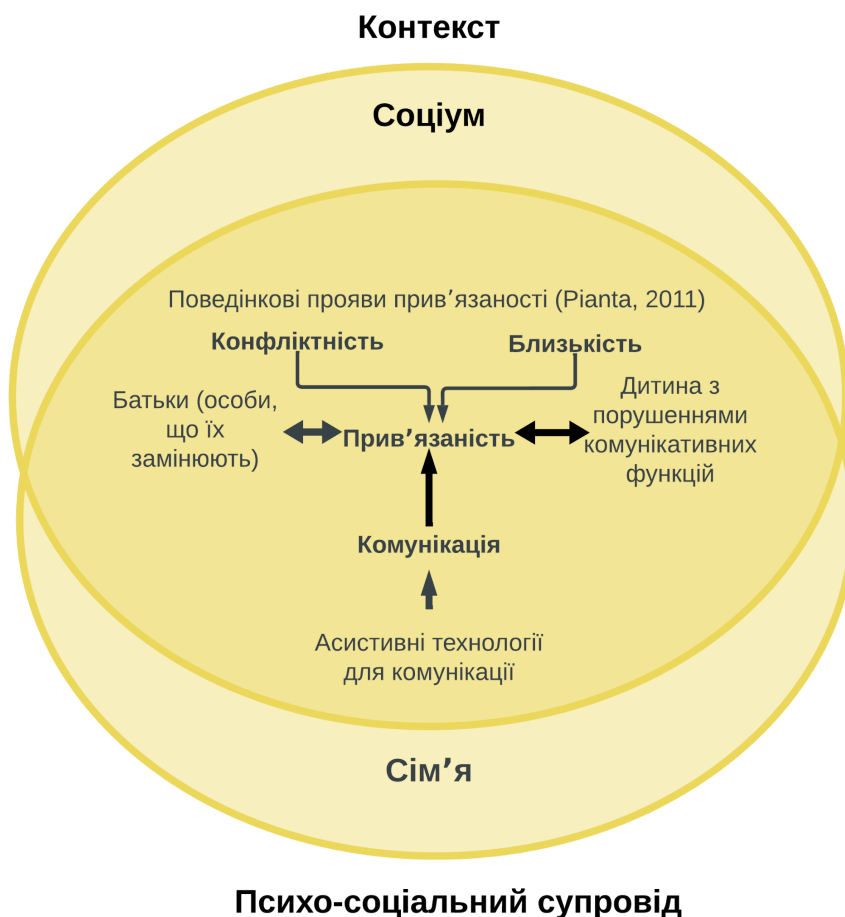 Контекст
Соціум
Поведінкові прояви прив’язаності (Pianta, 2011)
Конфліктність
Близькість
Батьки (особи,
що їх
замінюють)
Прив’язаність
Дитина з
порушеннями
комунікативних
функцій
Комунікація
Асистивні технології
для комунікації
Сім’я
Психо-соціальний супровід